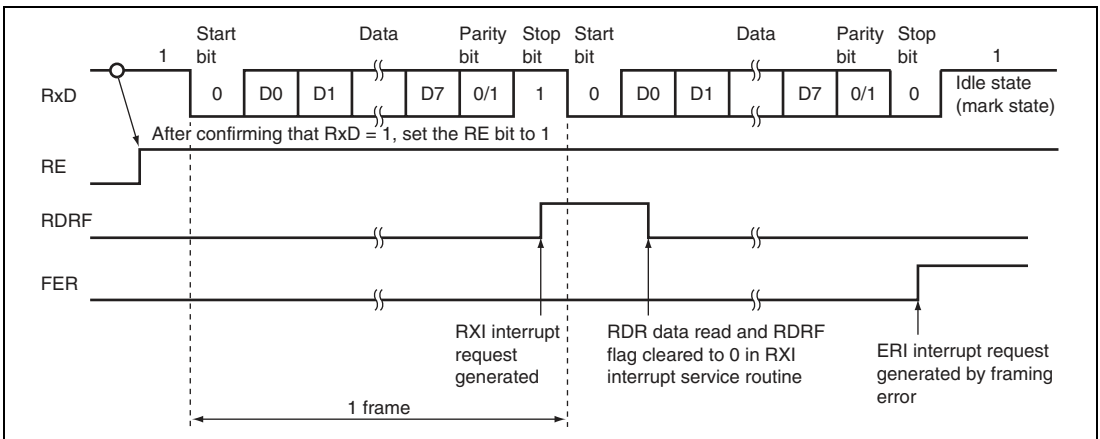 Start Data Parity Stop Start Data Parity Stop
1 bit bit bit bit bit bit 1
RxD 0 D0 D1 D7 0/1 1 0 D0 D1 D7 0/1 0 Idle state
(mark state)
After confirming that RxD = 1, set the RE bit to 1
RE
RDRF
FER
RXI interrupt
request
generated
RDR data read and RDRF
flag cleared to 0 in RXI
interrupt service routine
ERI interrupt request
generated by framing
error
1 frame